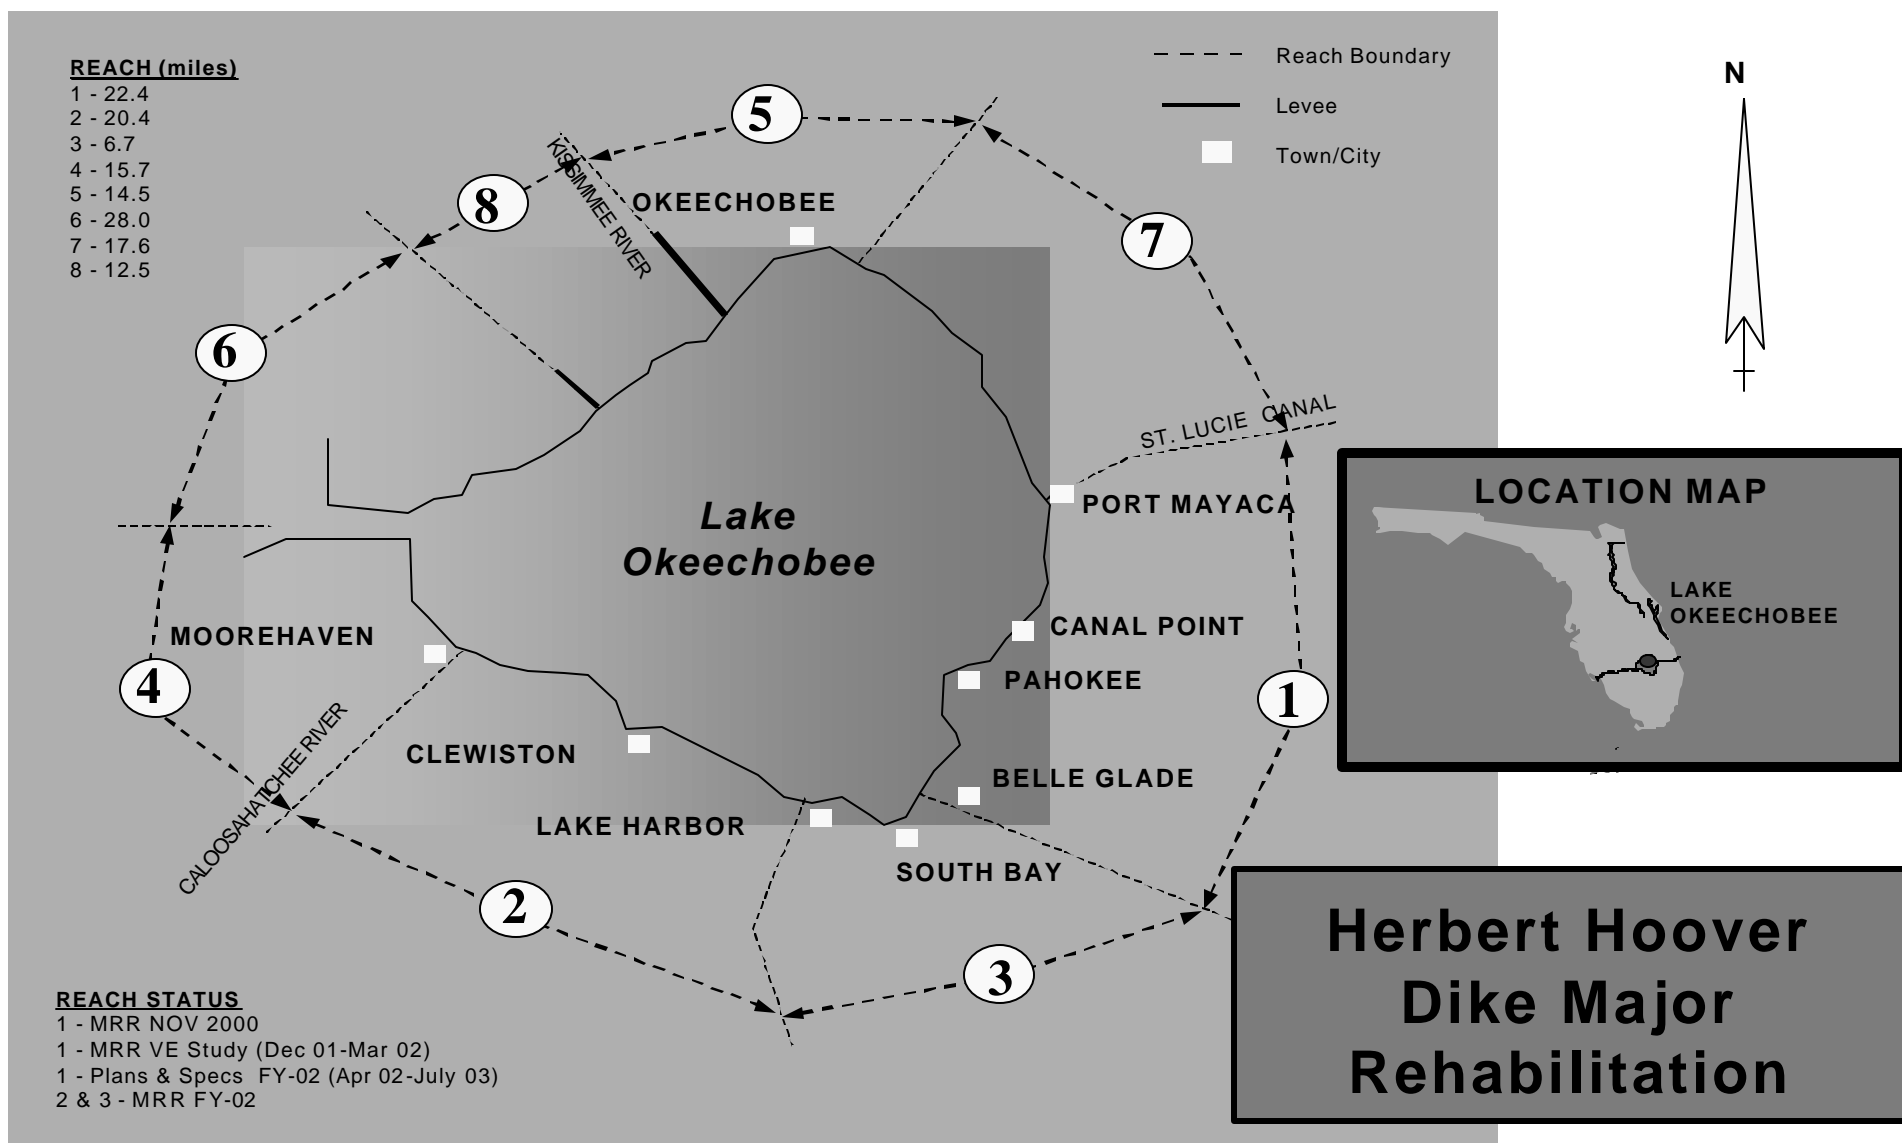 REACH (miles)
1 - 22.4
2 - 20.4
3 - 6.7
4 - 15.7
5 - 14.5
6 - 28.0
7 - 17.6
8 - 12.5
Reach Boundary
Levee
Town/City
N
5
8
7
6
KISSIMMEE RIVER
OKEECHOBEE
ST. LUCIE CANAL
PORT MAYACA
Lake
Okeechobee
LOCATION MAP
LAKE
OKEECHOBEE
MOOREHAVEN
CANAL POINT
PAHOKEE
4
1
CALOOSAHATCHEE RIVER
CLEWISTON
BELLE GLADE
LAKE HARBOR
SOUTH BAY
2
3
Herbert Hoover
Dike Major
Rehabilitation
REACH STATUS
1 - MRR NOV 2000
1 - MRR VE Study (Dec 01-Mar 02)
1 - Plans & Specs FY-02 (Apr 02-July 03)
2 & 3 - MRR FY-02